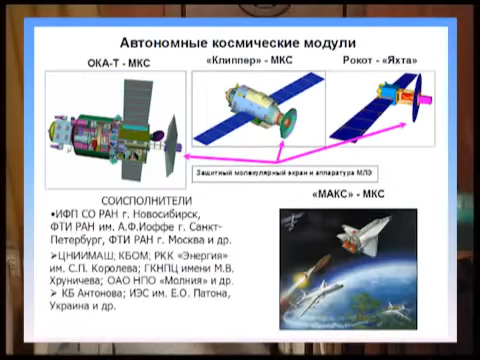 Автономные космические модули
ОКА-Т - МКС
«Клиппер» - МКС
Рокот - «Яхта»
Защитный молекулярный экран и аппаратура МЛЭ
«МАКС» - МКС
СОИСПОЛНИТЕЛИ
•ИФП СО РАН г. Новосибирск,
ФТИ РАН им. А.Ф.Иоффе г. Санкт-
Петербург, ФТИ РАН г. Москва и др.
➢ЦНИИМАШ; КБОМ; РКК «Энергия»
им. С.П. Королева; ГКНПЦ имени М.В.
Хруничева; ОАО НПО «Молния» и др.
➢ КБ Антонова; ИЭС им. Е.О. Патона,
Украина и др.